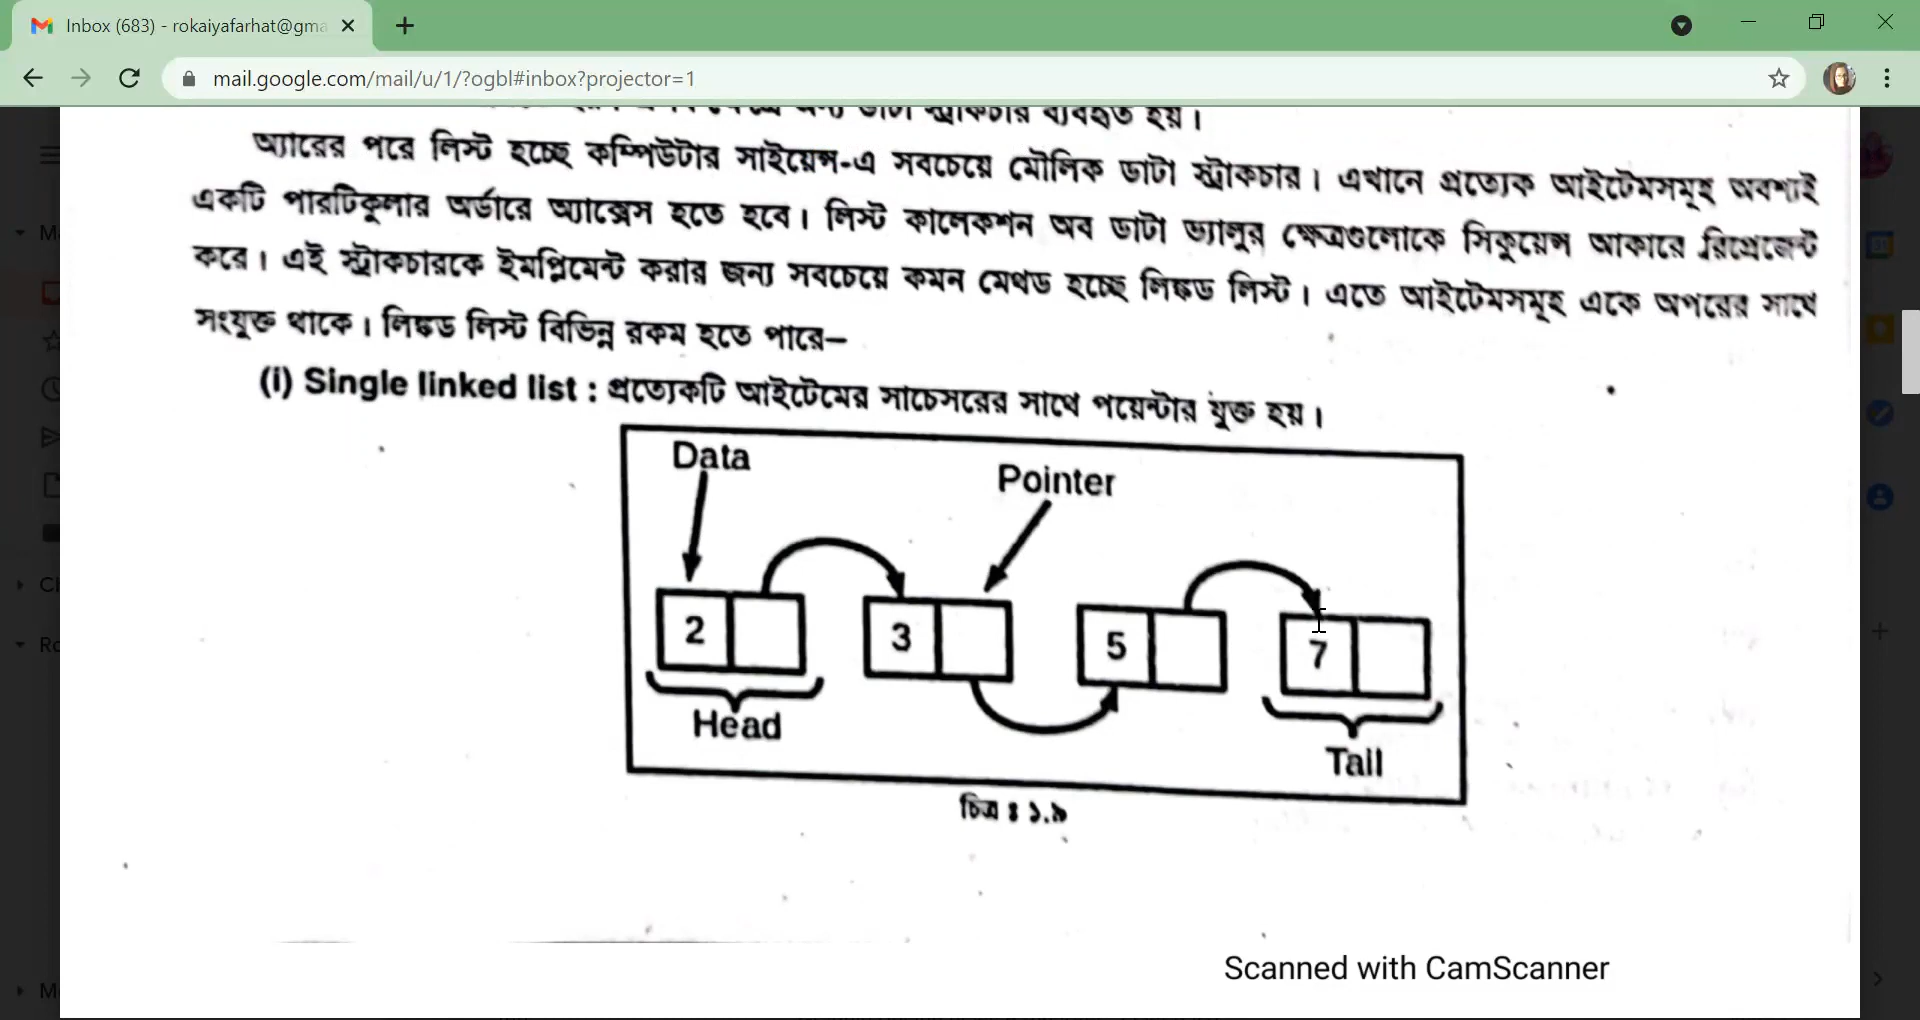 Inbox (683) - rokaiyafarhat@gma
mail.google.com/mail/u/1/?ogbl#inbox?projector=1
ডাটা স্ট্রাকচার ব্যবহৃত হয়।
অ্যারের পরে লিস্ট হচ্ছে কম্পিউটার সাইয়েন্স-এ সবচেয়ে মৌলিক ডাটা স্ট্রাকচার। এখানে প্রত্যেক আইটেমসমূহ অবশ্যই
একটি পারটিকুলার অর্ডারে অ্যাক্সেস হতে হবে। লিস্ট কালেকশন অব ডাটা ভ্যালুর ক্ষেত্রগুলোকে সিকুয়েন্স আকারে রিপ্রেজেন্ট
করে। এই স্ট্রাকচারকে ইমপ্লিমেন্ট করার জন্য সবচেয়ে কমন মেথড হচ্ছে লিঙ্কড লিস্ট। এতে আইটেমসমূহ একে অপরের সাথে
সংযুক্ত থাকে। লিঙ্কড লিস্ট বিভিন্ন রকম হতে পারে–
(i) Single linked list : প্রত্যেকটি আইটেমের সাচেসরের সাথে পয়েন্টার যুক্ত হয়।
Data
Pointer
2 3 5 7
Head
Tail
চিত্র ঃ ১.৯
Scanned with CamScanner